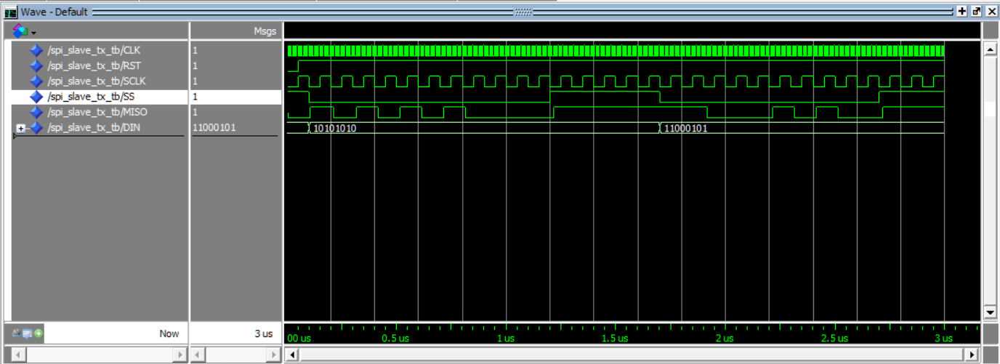 Wave - Default
Msgs
/spi_slave_tx_tb/CLK 1
/spi_slave_tx_tb/RST 1
/spi_slave_tx_tb/SCLK 1
/spi_slave_tx_tb/SS 1
/spi_slave_tx_tb/MISO 1
/spi_slave_tx_tb/DIN 11000101 10101010 11000101
Now 3 us 00 us 0.5 us 1 us 1.5 us 2 us 2.5 us 3 us